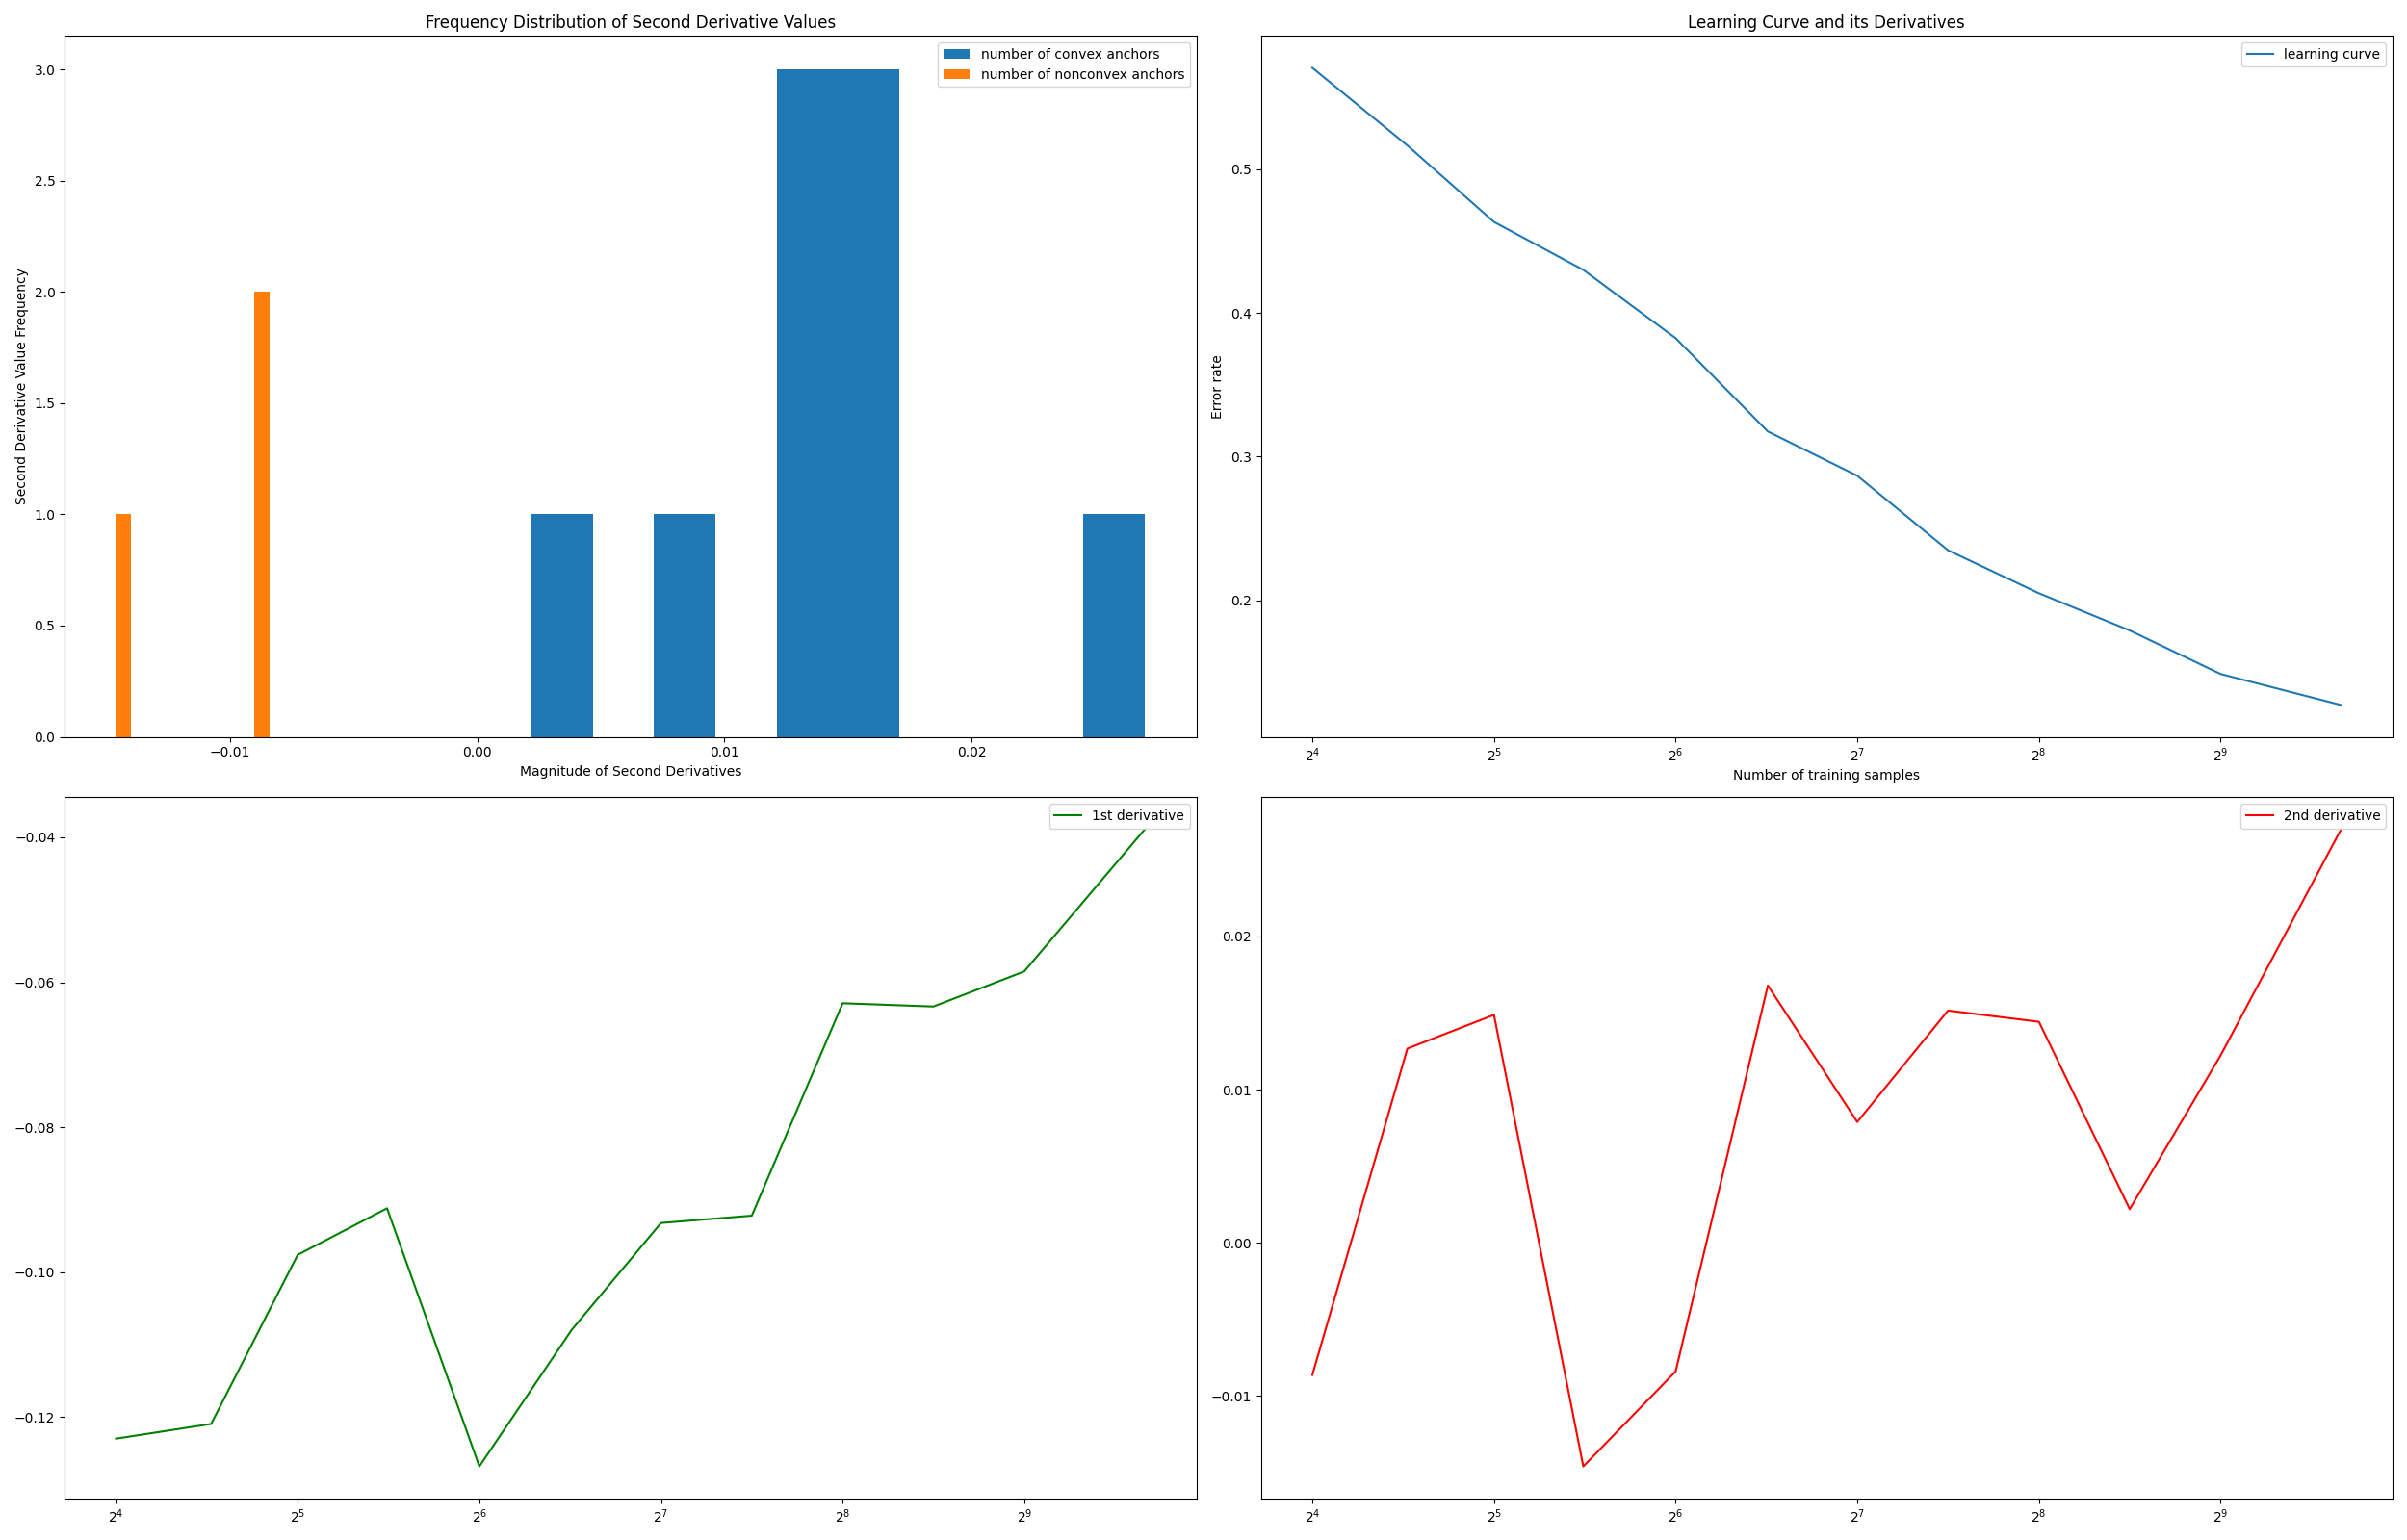 Frequency Distribution of Second Derivative Values
number of convex anchors
number of nonconvex anchors
3.0
2.5
2.0
1.5
1.0
0.5
0.0
Second Derivative Value Frequency
−0.01 0.00 0.01 0.02
Magnitude of Second Derivatives
Learning Curve and its Derivatives
learning curve
0.5
0.4
0.3
0.2
Error rate
2⁴ 2⁵ 2⁶ 2⁷ 2⁸ 2⁹
Number of training samples
1st derivative
−0.04
−0.06
−0.08
−0.10
−0.12
2⁴ 2⁵ 2⁶ 2⁷ 2⁸ 2⁹
2nd derivative
0.02
0.01
0.00
−0.01
2⁴ 2⁵ 2⁶ 2⁷ 2⁸ 2⁹